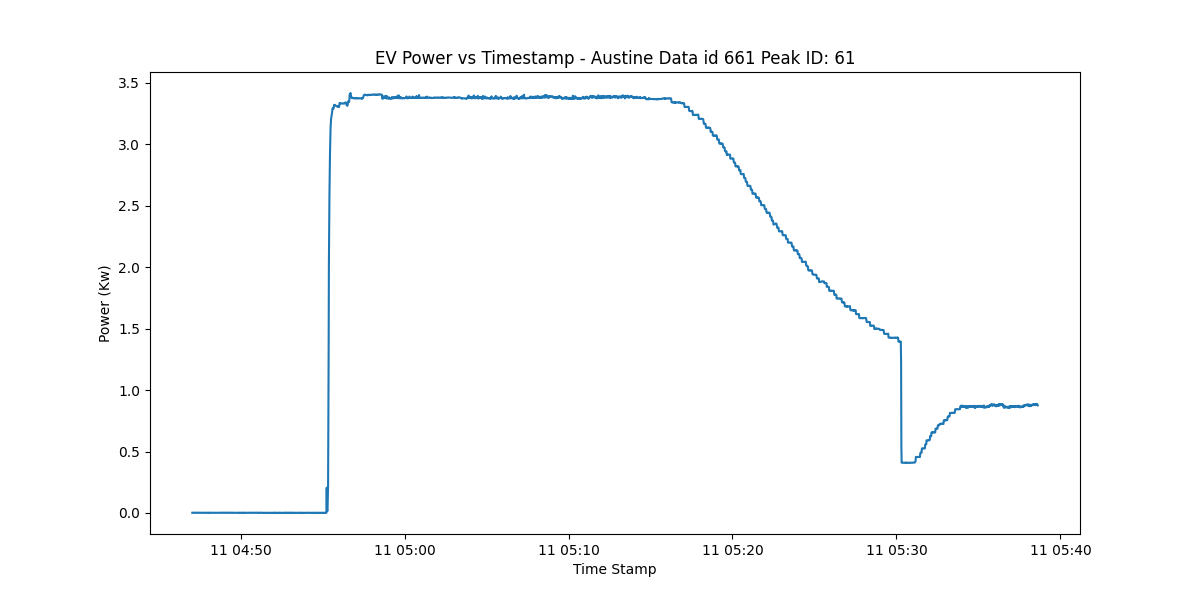 EV Power vs Timestamp - Austine Data id 661 Peak ID: 61
3.5
3.0
2.5
2.0
1.5
1.0
0.5
0.0
Power (Kw)
11 04:50 11 05:00 11 05:10 11 05:20 11 05:30 11 05:40
Time Stamp